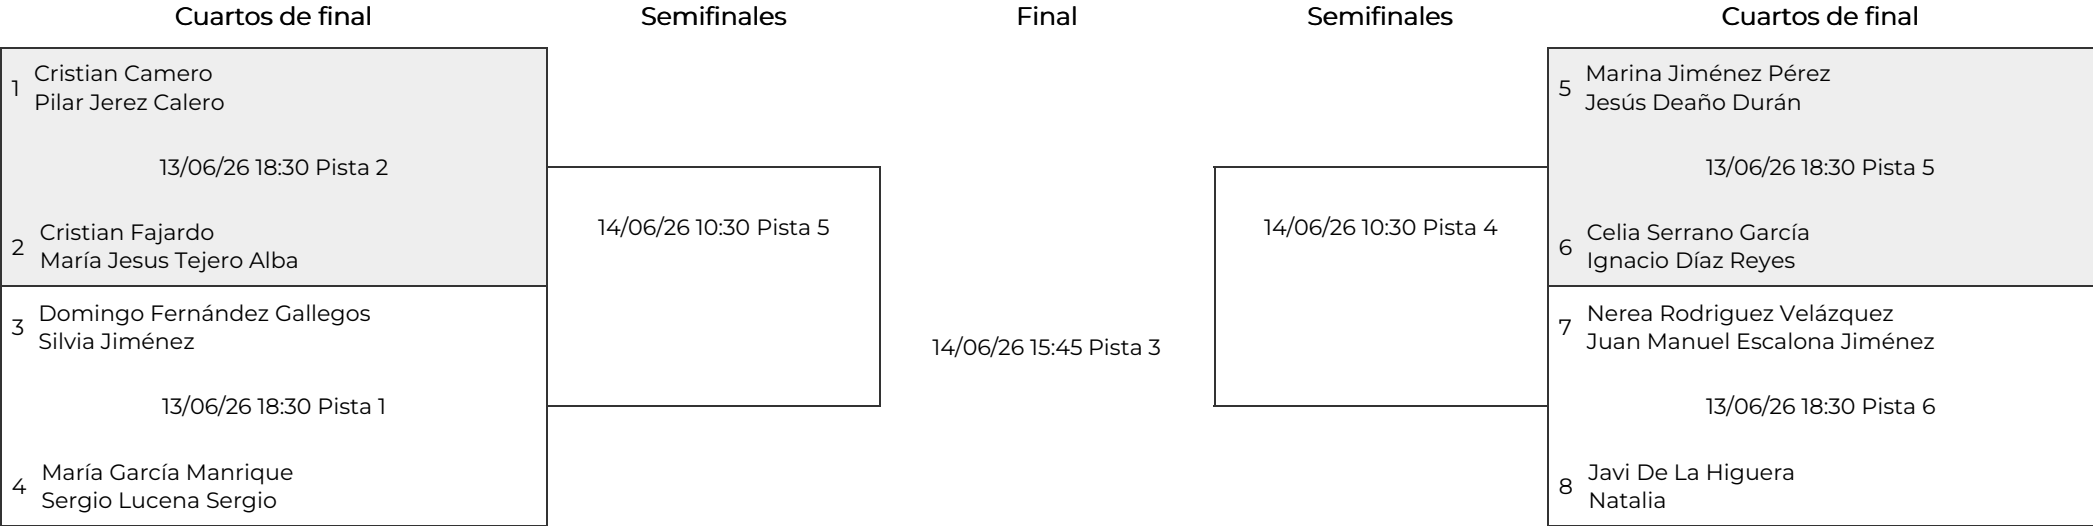 Cuartos de final
Semifinales
Final
Semifinales
Cuartos de final
1
Cristian Camero
Pilar Jerez Calero
13/06/26 18:30 Pista 2
2
Cristian Fajardo
María Jesus Tejero Alba
3
Domingo Fernández Gallegos
Silvia Jiménez
13/06/26 18:30 Pista 1
4
María García Manrique
Sergio Lucena Sergio
14/06/26 10:30 Pista 5
14/06/26 15:45 Pista 3
14/06/26 10:30 Pista 4
5
Marina Jiménez Pérez
Jesús Deaño Durán
13/06/26 18:30 Pista 5
6
Celia Serrano García
Ignacio Díaz Reyes
7
Nerea Rodriguez Velázquez
Juan Manuel Escalona Jiménez
13/06/26 18:30 Pista 6
8
Javi De La Higuera
Natalia